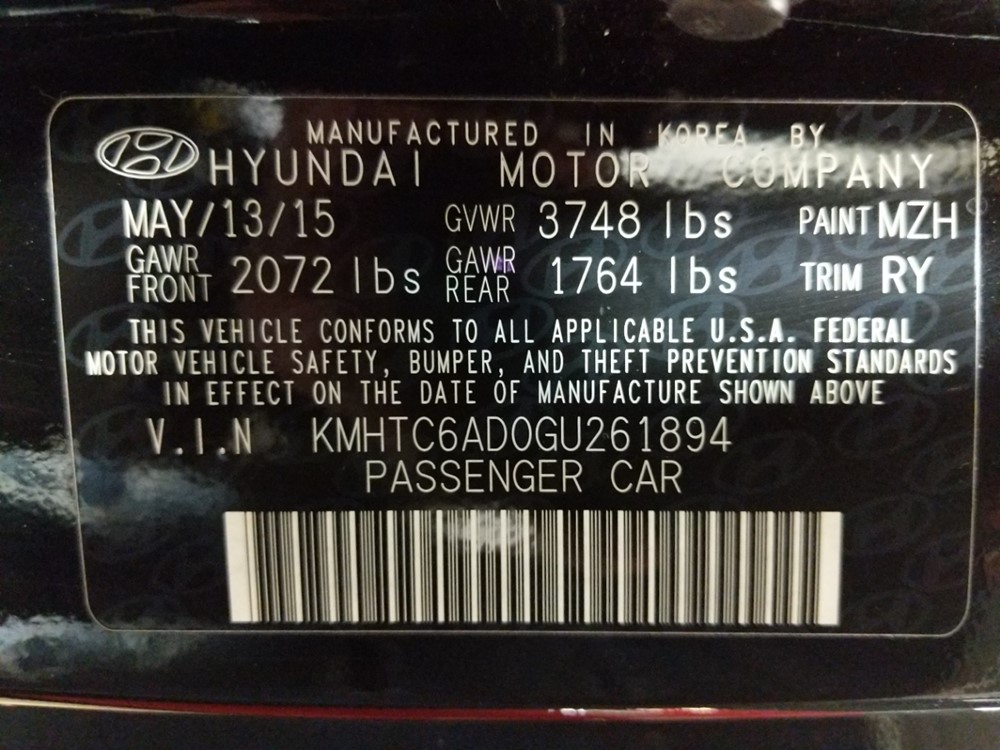 MANUFACTURED IN KOREA BY
HYUNDAI MOTOR COMPANY
MAY/13/15 GVWR 3748 lbs PAINT MZH
GAWR FRONT 2072 lbs GAWR REAR 1764 lbs TRIM RY
THIS VEHICLE CONFORMS TO ALL APPLICABLE U.S.A. FEDERAL
MOTOR VEHICLE SAFETY, BUMPER, AND THEFT PREVENTION STANDARDS
IN EFFECT ON THE DATE OF MANUFACTURE SHOWN ABOVE
V.I.N KMHTC6AD0GU261894
PASSENGER CAR